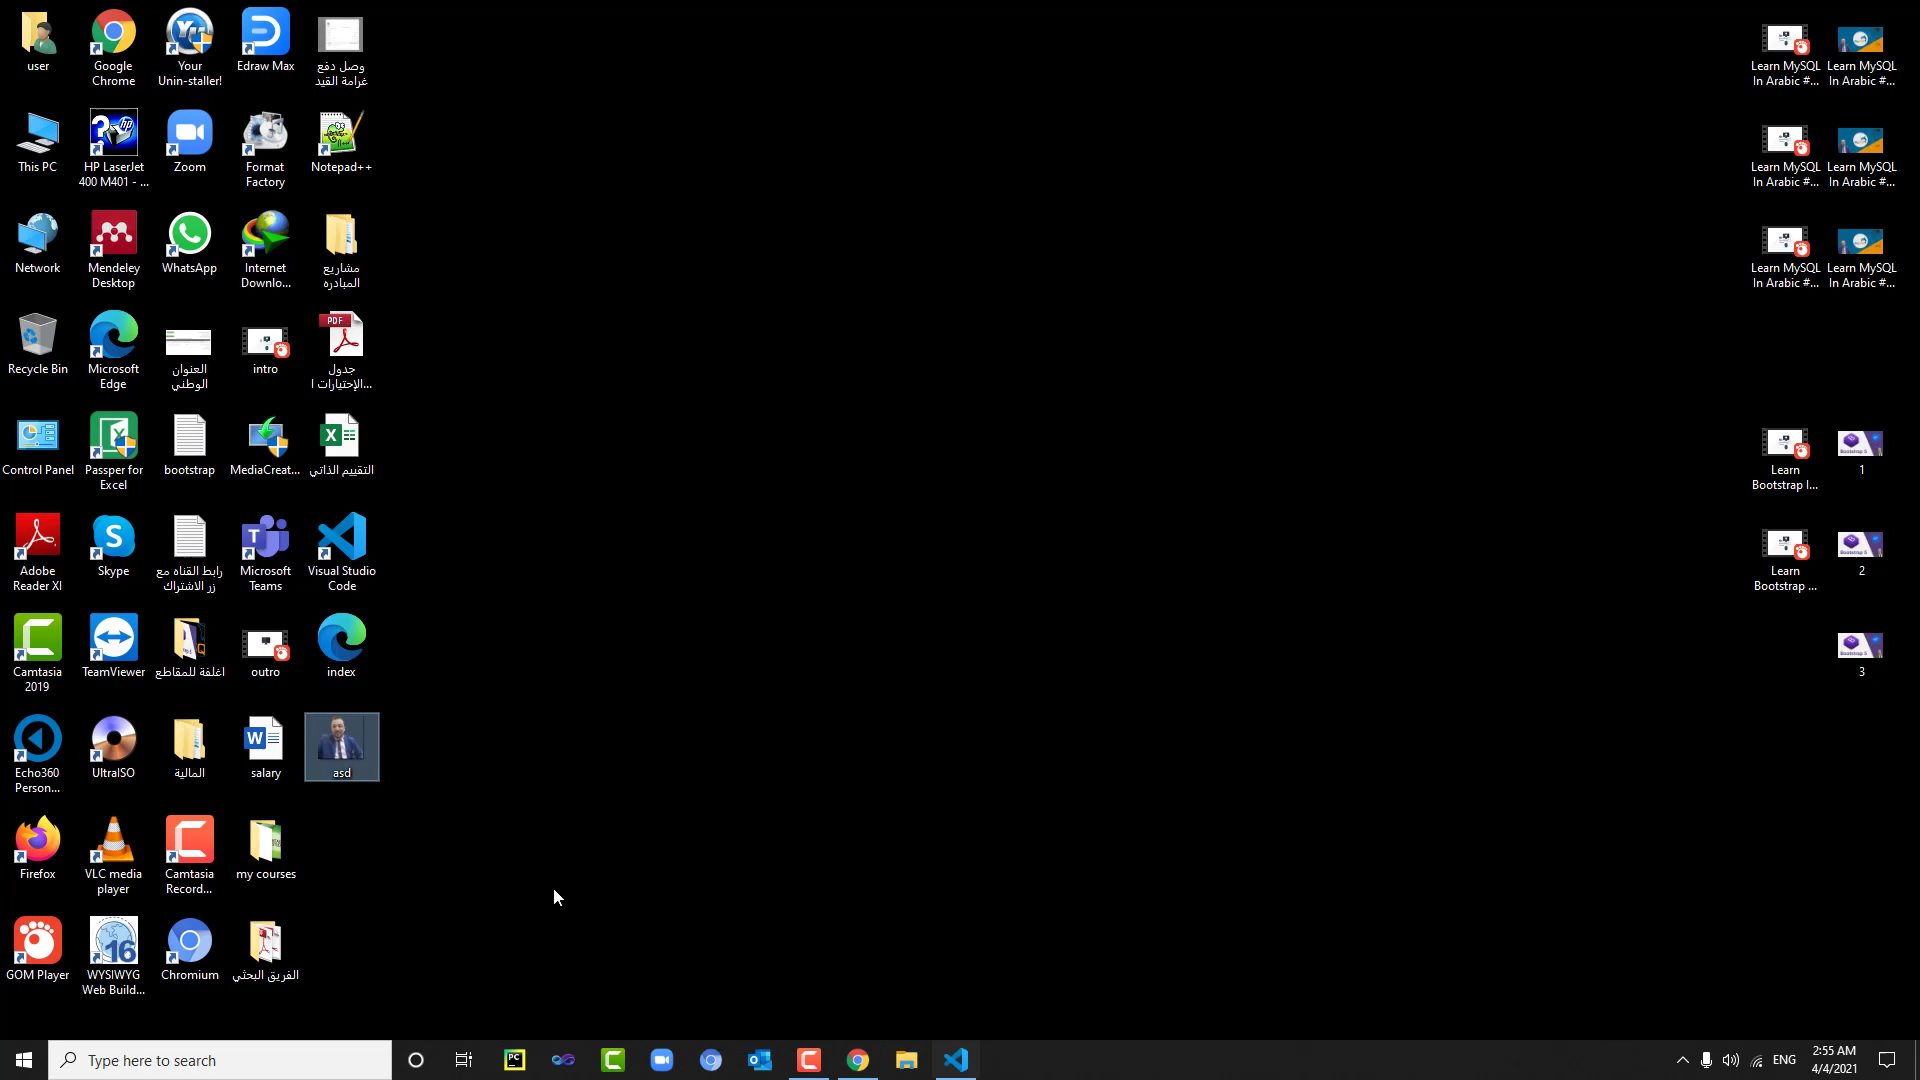 user
Google
Chrome
Your
Unin-staller!
Edraw Max
وصل دفع
غرامة القيد
This PC
HP LaserJet
400 M401 - ...
Zoom
Format
Factory
Notepad++
Network
Mendeley
Desktop
WhatsApp
Internet
Downlo...
مشاريع
المبادره
Recycle Bin
Microsoft
Edge
العنوان
الوطني
intro
PDF
جدول
الإختبارات ا...
Control Panel
Passper for
Excel
bootstrap
MediaCreat...
التقييم الذاتي
Adobe
Reader XI
Skype
رابط القناه مع
زر الاشتراك
Microsoft
Teams
Visual Studio
Code
Camtasia
2019
TeamViewer
اغلفة للمقاطع
outro
index
Echo360
Person...
UltraISO
المالية
salary
asd
Firefox
VLC media
player
Camtasia
Record...
my courses
GOM Player
16
WYSIWYG
Web Build...
Chromium
الفريق البحثي
Learn MySQL
In Arabic #...
Learn MySQL
In Arabic #...
Learn MySQL
In Arabic #...
Learn MySQL
In Arabic #...
Learn MySQL
In Arabic #...
Learn MySQL
In Arabic #...
Learn
Bootstrap I...
1
Learn
Bootstrap ...
2
3
Type here to search
PC
ENG
2:55 AM
4/4/2021